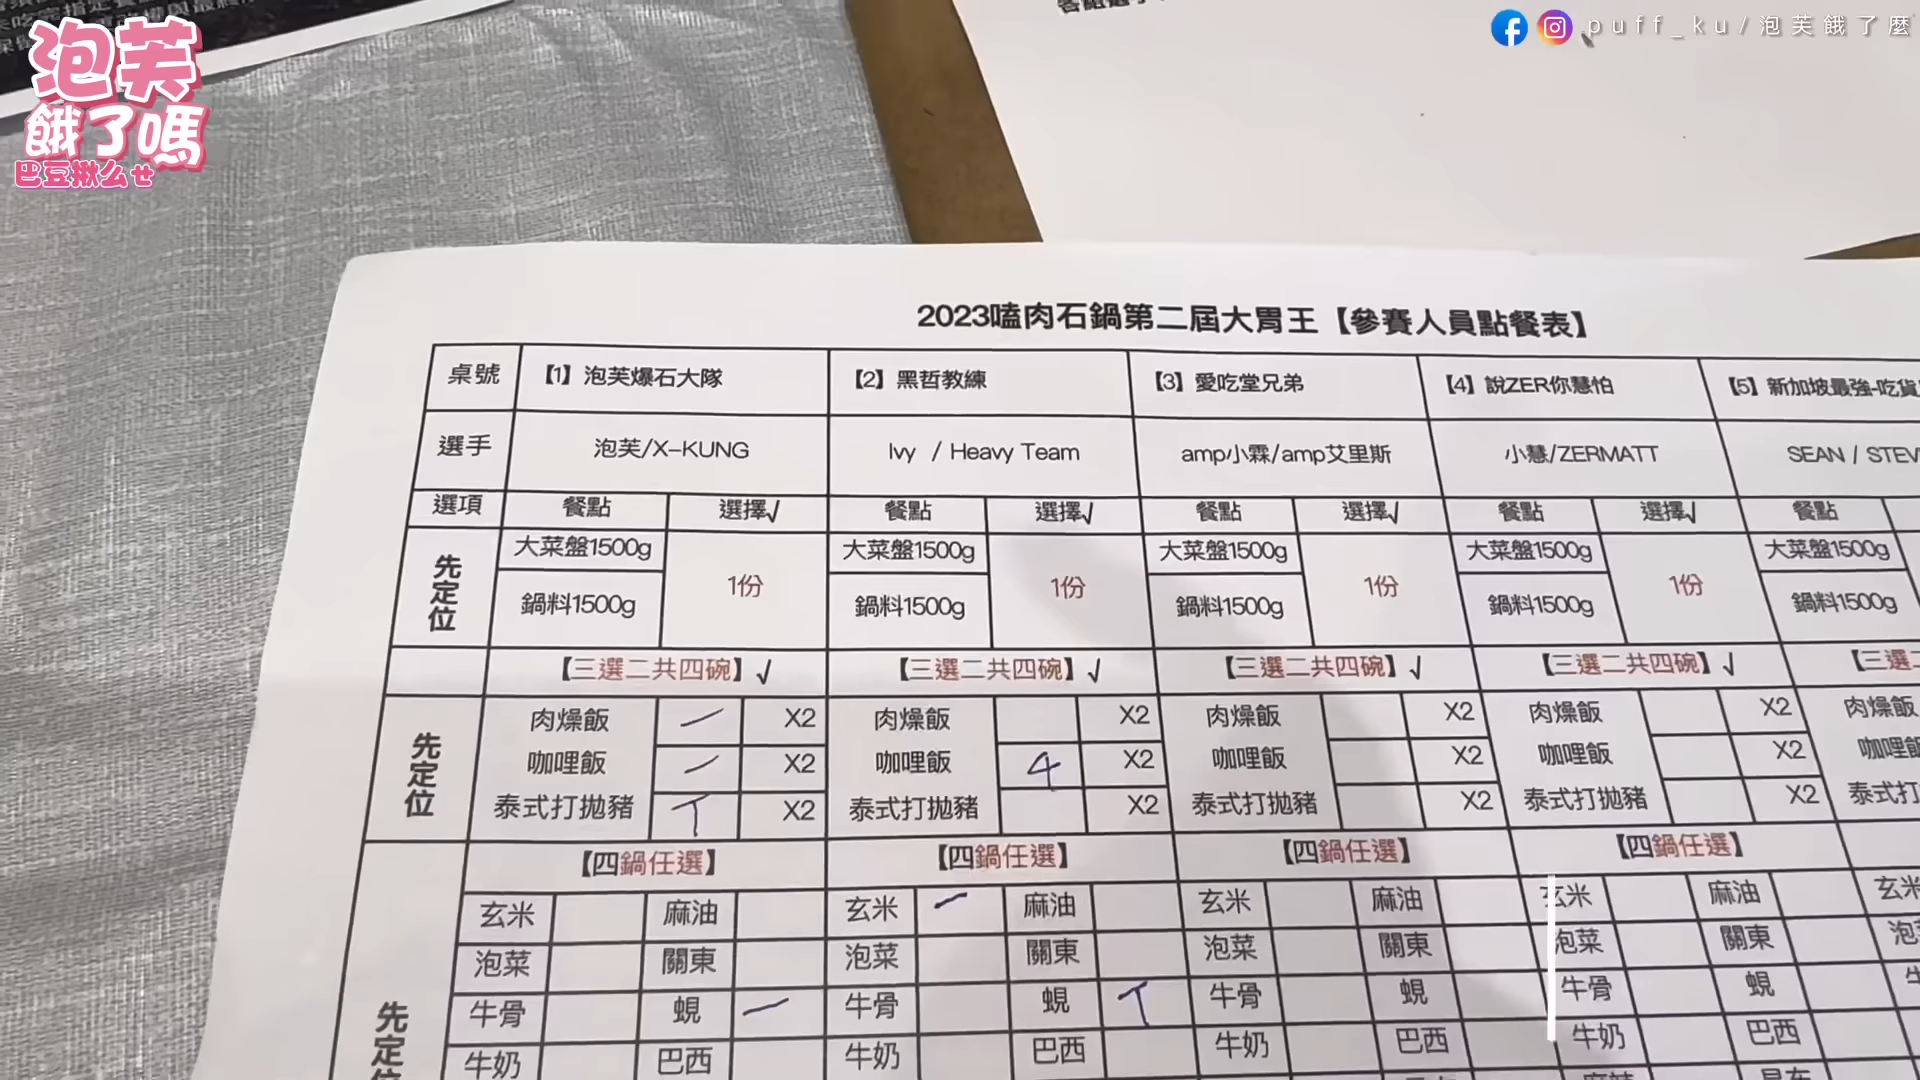 泡芙
餓了嗎
巴豆揪么ㄝ
puff_ku/泡芙餓了麼
2023嗑肉石鍋第二屆大胃王【參賽人員點餐表】
桌號 【1】泡芙爆石大隊 【2】黑哲教練 【3】愛吃堂兄弟 【4】說ZER你慧怕 【5】新加坡最強-吃貨
選手 泡芙/X-KUNG Ivy / Heavy Team amp小霖/amp艾里斯 小慧/ZERMATT SEAN / STEV
選項 餐點 選擇√ 餐點 選擇√ 餐點 選擇√ 餐點 選擇√ 餐點
先定位 大菜盤1500g 1份 大菜盤1500g 1份 大菜盤1500g 1份 大菜盤1500g 1份 大菜盤1500g
鍋料1500g 鍋料1500g 鍋料1500g 鍋料1500g 鍋料1500g
【三選二共四碗】√ 【三選二共四碗】√ 【三選二共四碗】√ 【三選二共四碗】√ 【三選二
先定位 肉燥飯 一 X2 肉燥飯 X2 肉燥飯 X2 肉燥飯 X2 肉燥飯
咖哩飯 一 X2 咖哩飯 4 X2 咖哩飯 X2 咖哩飯 X2 咖哩飯
泰式打拋豬 T X2 泰式打拋豬 X2 泰式打拋豬 X2 泰式打拋豬 X2 泰式打
【四鍋任選】 【四鍋任選】 【四鍋任選】 【四鍋任選】
先定位 玄米 麻油 玄米 一 麻油 玄米 麻油 玄米 麻油 玄米
泡菜 關東 泡菜 關東 泡菜 關東 泡菜 關東 泡
牛骨 蜆 一 牛骨 蜆 T 牛骨 蜆 牛骨 蜆
牛奶 巴西 牛奶 巴西 牛奶 巴西 牛奶 巴西